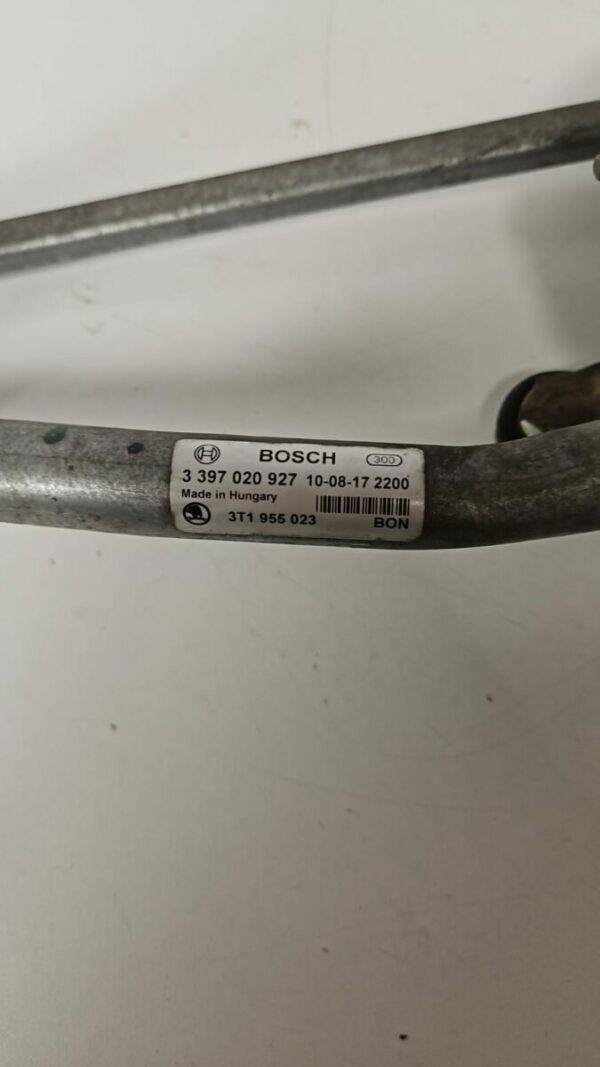 BOSCH 300
3 397 020 927 10-08-17 2200
Made in Hungary
3T1 955 023 BON